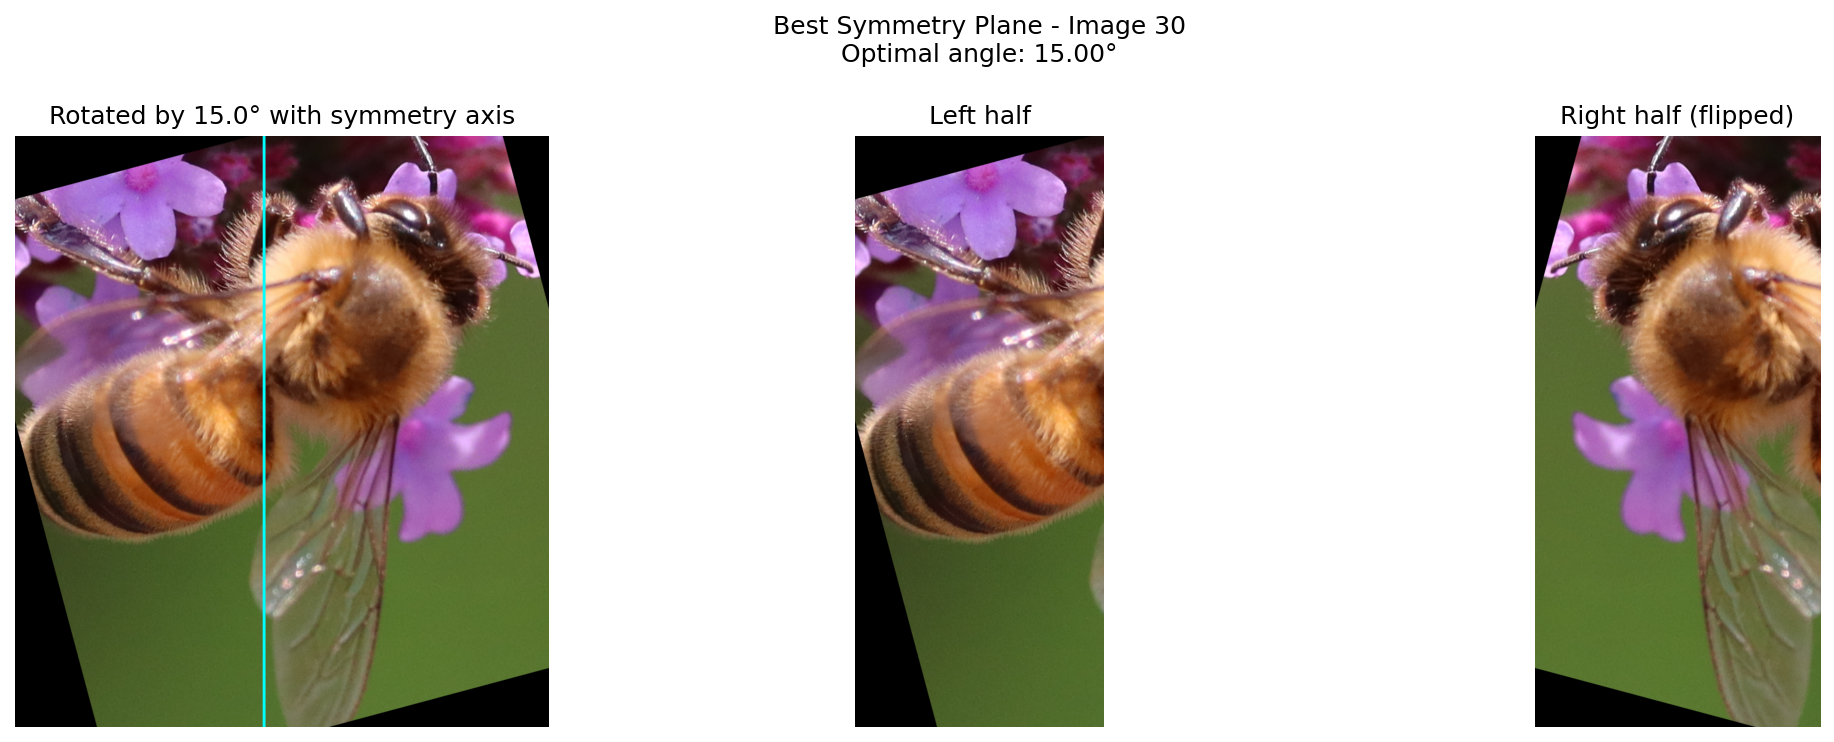 Best Symmetry Plane - Image 30
Optimal angle: 15.00°
Rotated by 15.0° with symmetry axis
Left half
Right half (flipped)